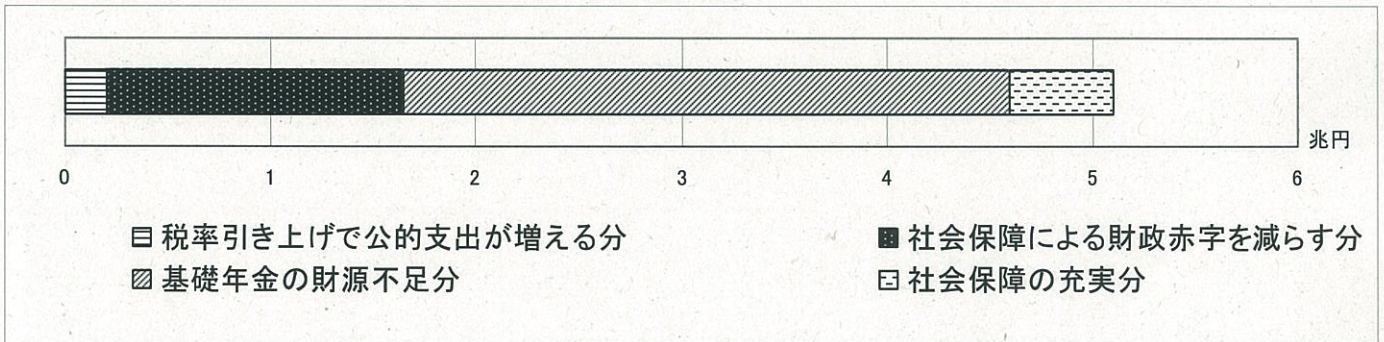 兆円
0 1 2 3 4 5 6
税率引き上げで公的支出が増える分 社会保障による財政赤字を減らす分
基礎年金の財源不足分 社会保障の充実分